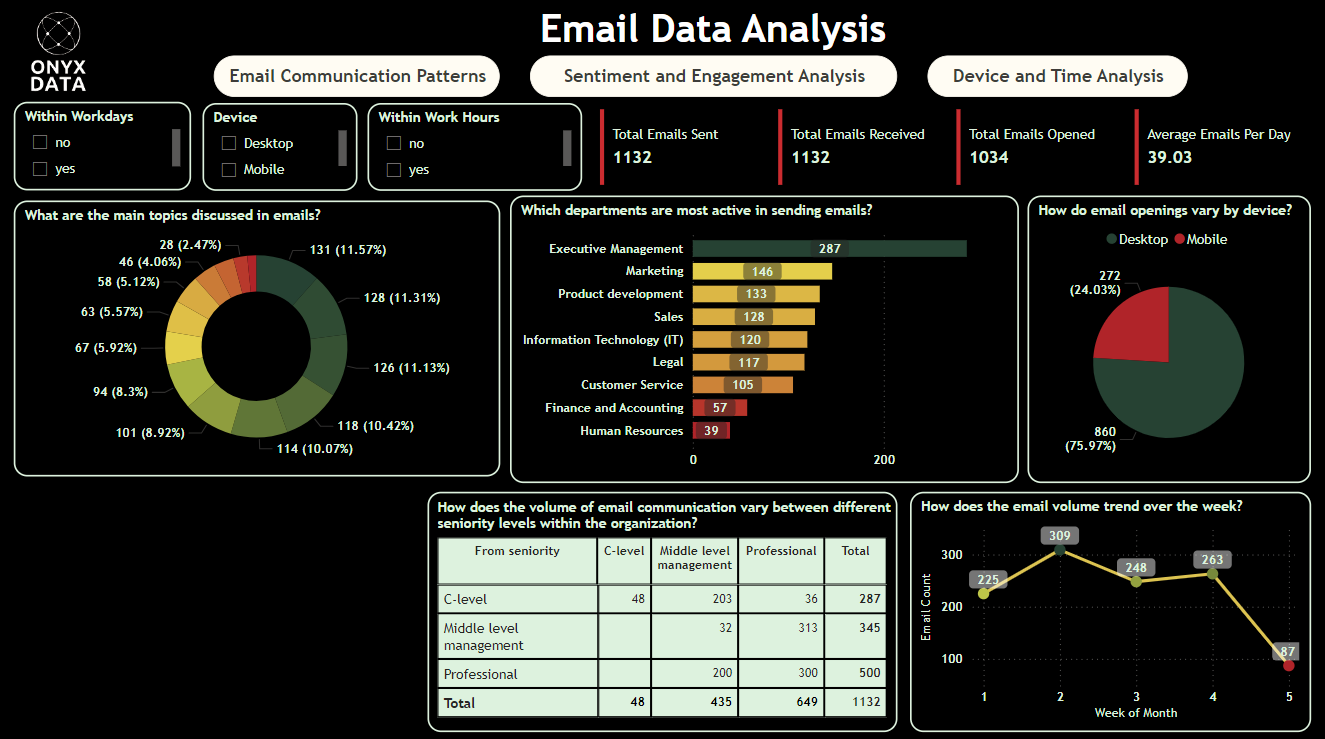 ONYX
DATA
Email Data Analysis
Email Communication Patterns
Sentiment and Engagement Analysis
Device and Time Analysis
Within Workdays
no
yes
Device
Desktop
Mobile
Within Work Hours
no
yes
Total Emails Sent
1132
Total Emails Received
1132
Total Emails Opened
1034
Average Emails Per Day
39.03
What are the main topics discussed in emails?
131 (11.57%)
128 (11.31%)
126 (11.13%)
118 (10.42%)
114 (10.07%)
101 (8.92%)
94 (8.3%)
67 (5.92%)
63 (5.57%)
58 (5.12%)
46 (4.06%)
28 (2.47%)
Which departments are most active in sending emails?
Executive Management 287
Marketing 146
Product development 133
Sales 128
Information Technology (IT) 120
Legal 117
Customer Service 105
Finance and Accounting 57
Human Resources 39
0 200
How do email openings vary by device?
Desktop Mobile
272
(24.03%)
860
(75.97%)
How does the volume of email communication vary between different
seniority levels within the organization?
From seniority C-level Middle level Professional Total
management
C-level 48 203 36 287
Middle level 32 313 345
management
Professional 200 300 500
Total 48 435 649 1132
How does the email volume trend over the week?
Email Count
300
200
100
225
309
248
263
87
1 2 3 4 5
Week of Month